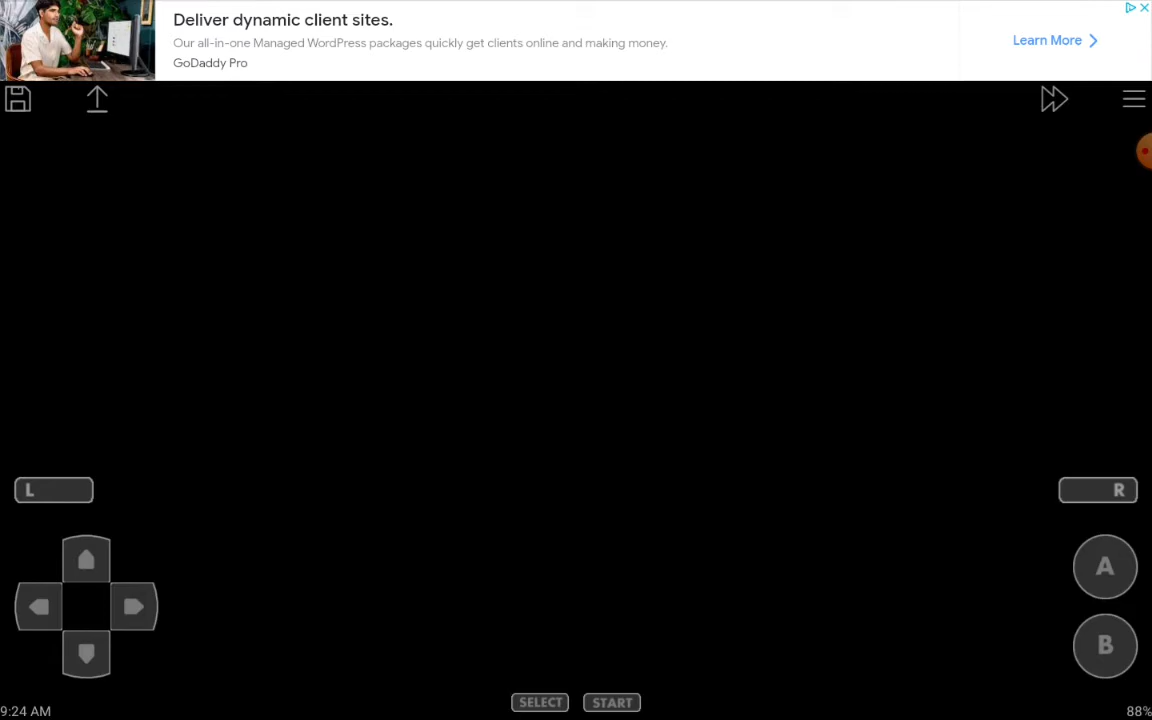 Deliver dynamic client sites.
Our all-in-one Managed WordPress packages quickly get clients online and making money.
GoDaddy Pro
Learn More
L
R
A
B
SELECT START
9:24 AM
88%